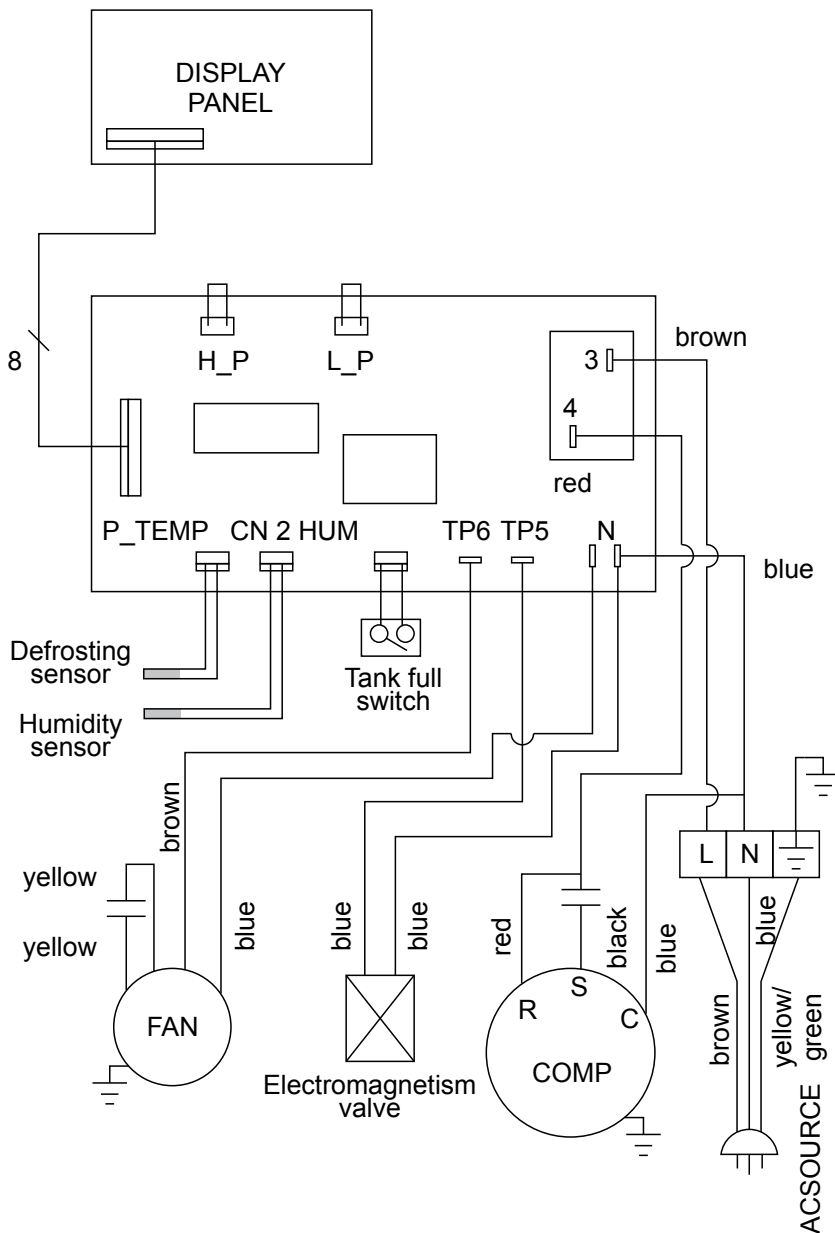 DISPLAY
PANEL
8
H_P
L_P
3
4
red
brown
P_TEMP
CN 2 HUM
TP6
TP5
N
blue
Defrosting
sensor
Humidity
sensor
Tank full
switch
brown
yellow
yellow
blue
blue
blue
red
black
blue
L
N
blue
brown
yellow/
green
FAN
Electromagnetism
valve
R
S
C
COMP
ACSOURCE